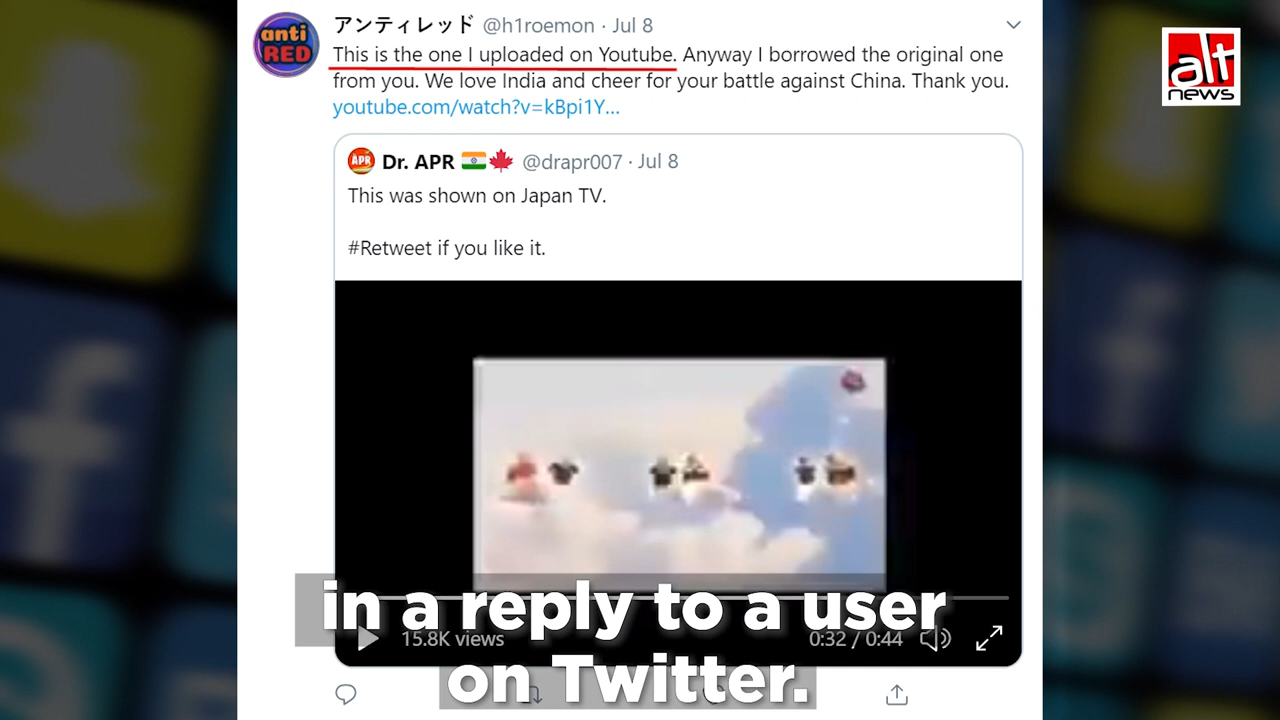 anti
RED
アンティレッド @h1roemon · Jul 8
This is the one I uploaded on Youtube. Anyway I borrowed the original one
from you. We love India and cheer for your battle against China. Thank you.
youtube.com/watch?v=kBpi1Y...
alt
news
APR Dr. APR @drapr007 · Jul 8
This was shown on Japan TV.
#Retweet if you like it.
in a reply to a user
15.8K views 0:32 / 0:44
on Twitter.